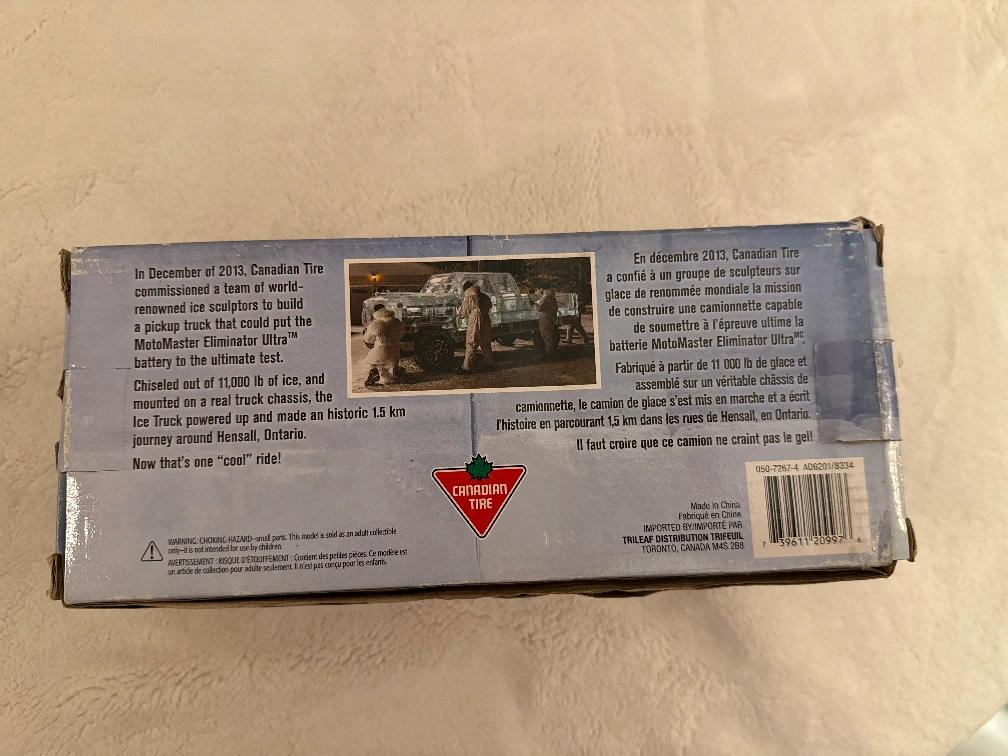 In December of 2013, Canadian Tire
commissioned a team of world-
renowned ice sculptors to build
a pickup truck that could put the
MotoMaster Eliminator Ultra™
battery to the ultimate test.
Chiseled out of 11,000 lb of ice, and
mounted on a real truck chassis, the
Ice Truck powered up and made an historic 1.5 km
journey around Hensall, Ontario.
Now that's one "cool" ride!
En décembre 2013, Canadian Tire
a confié à un groupe de sculpteurs sur
glace de renommée mondiale la mission
de construire une camionnette capable
de soumettre à l'épreuve ultime la
batterie MotoMaster Eliminator Ultra MC.
Fabriqué à partir de 11 000 lb de glace et
assemblé sur un véritable châssis de
camionnette, le camion de glace s'est mis en marche et a écrit
l'histoire en parcourant 1,5 km dans les rues de Hensall, en Ontario.
Il faut croire que ce camion ne craint pas le gel!
CANADIAN
TIRE
WARNING: CHOKING HAZARD–small parts. This model is sold as an adult collectible
only–it is not intended for use by children.
AVERTISSEMENT : RISQUE D'ÉTOUFFEMENT : Contient des petites pièces. Ce modèle est
un article de collection pour adulte seulement. Il n'est pas conçu pour les enfants.
Made in China
Fabriqué en Chine
IMPORTED BY/IMPORTÉ PAR
TRILEAF DISTRIBUTION TRIFEUIL
TORONTO, CANADA M4S 2B8
050-7267-4 AD6201/8334
7 39611 20997 6